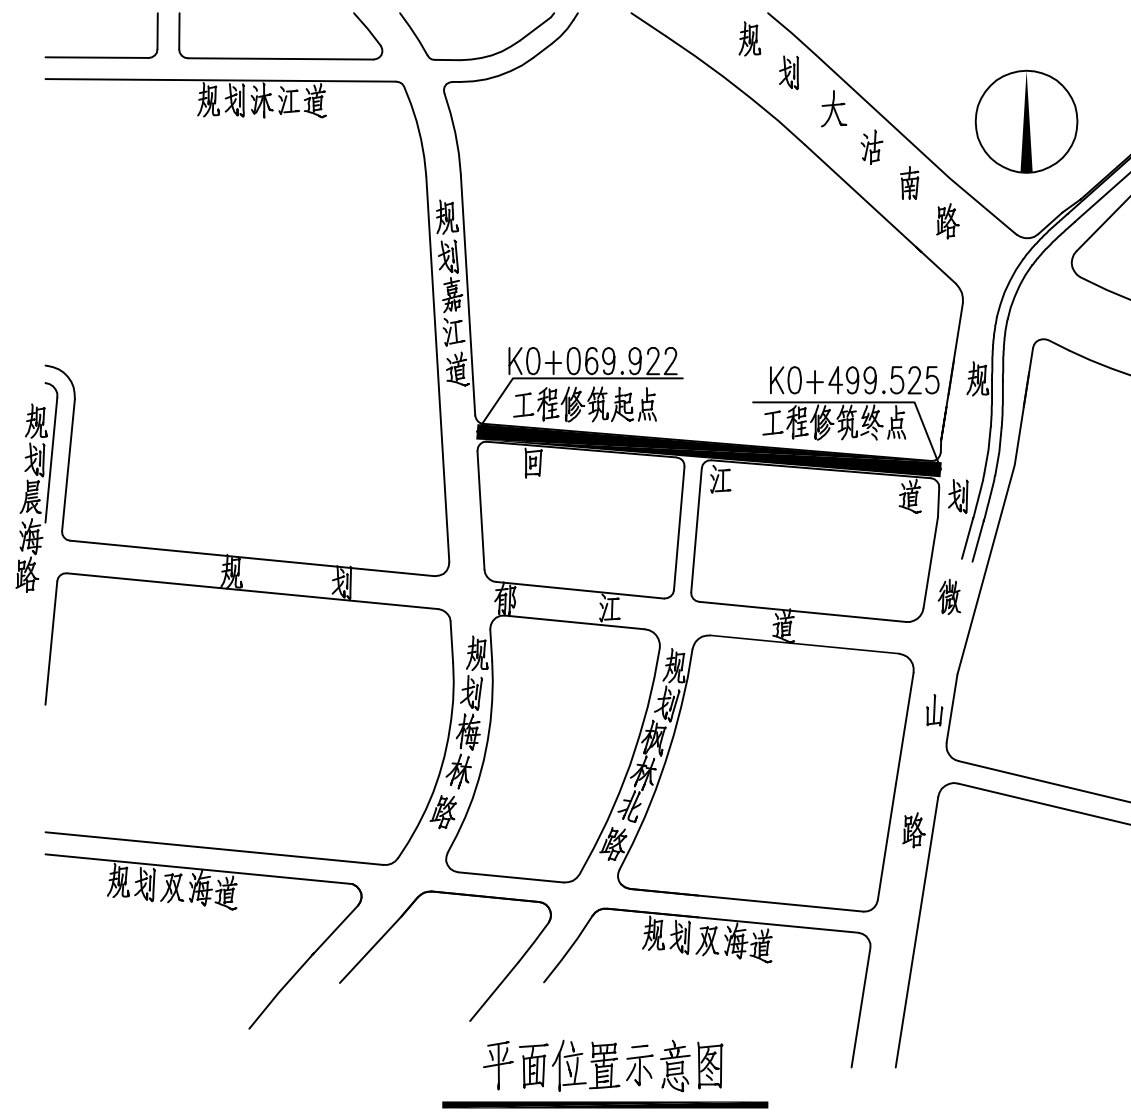 规划沐江道
规划大沽南路
规划嘉江道
K0+069.922
工程修筑起点
K0+499.525
工程修筑终点
回江道
规划晨海路
规划郁江道
规划微山路
规划梅林路
规划枫林北路
规划双海道
规划双海道
平面位置示意图